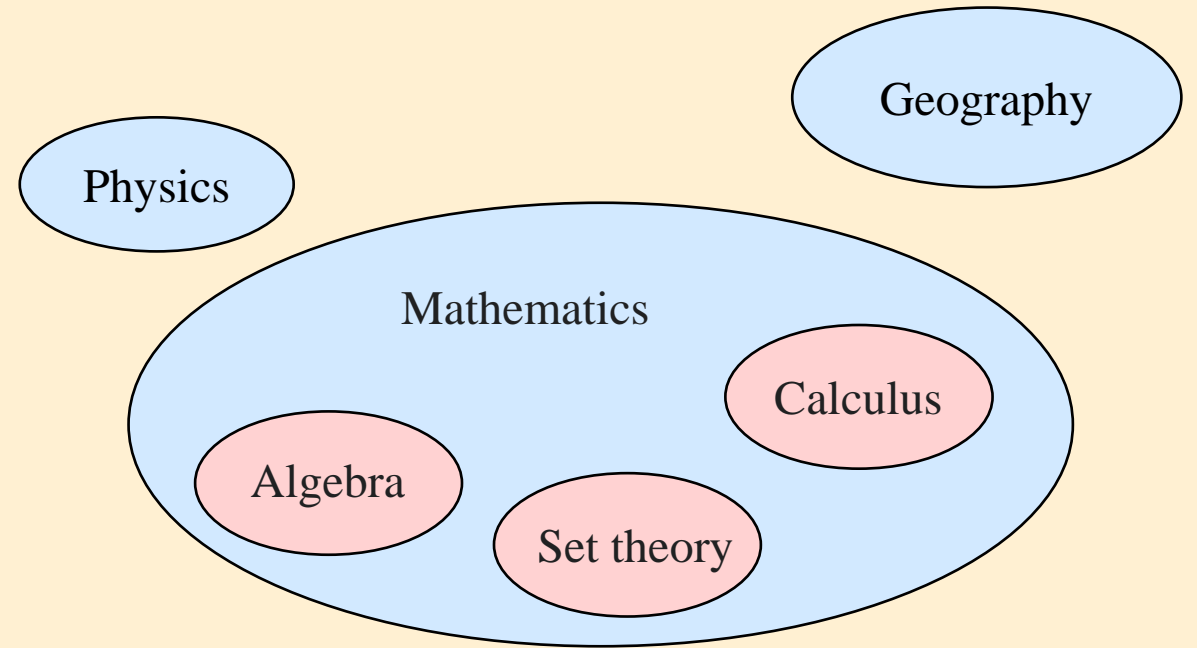 Geography
Physics
Mathematics
Calculus
Algebra
Set theory